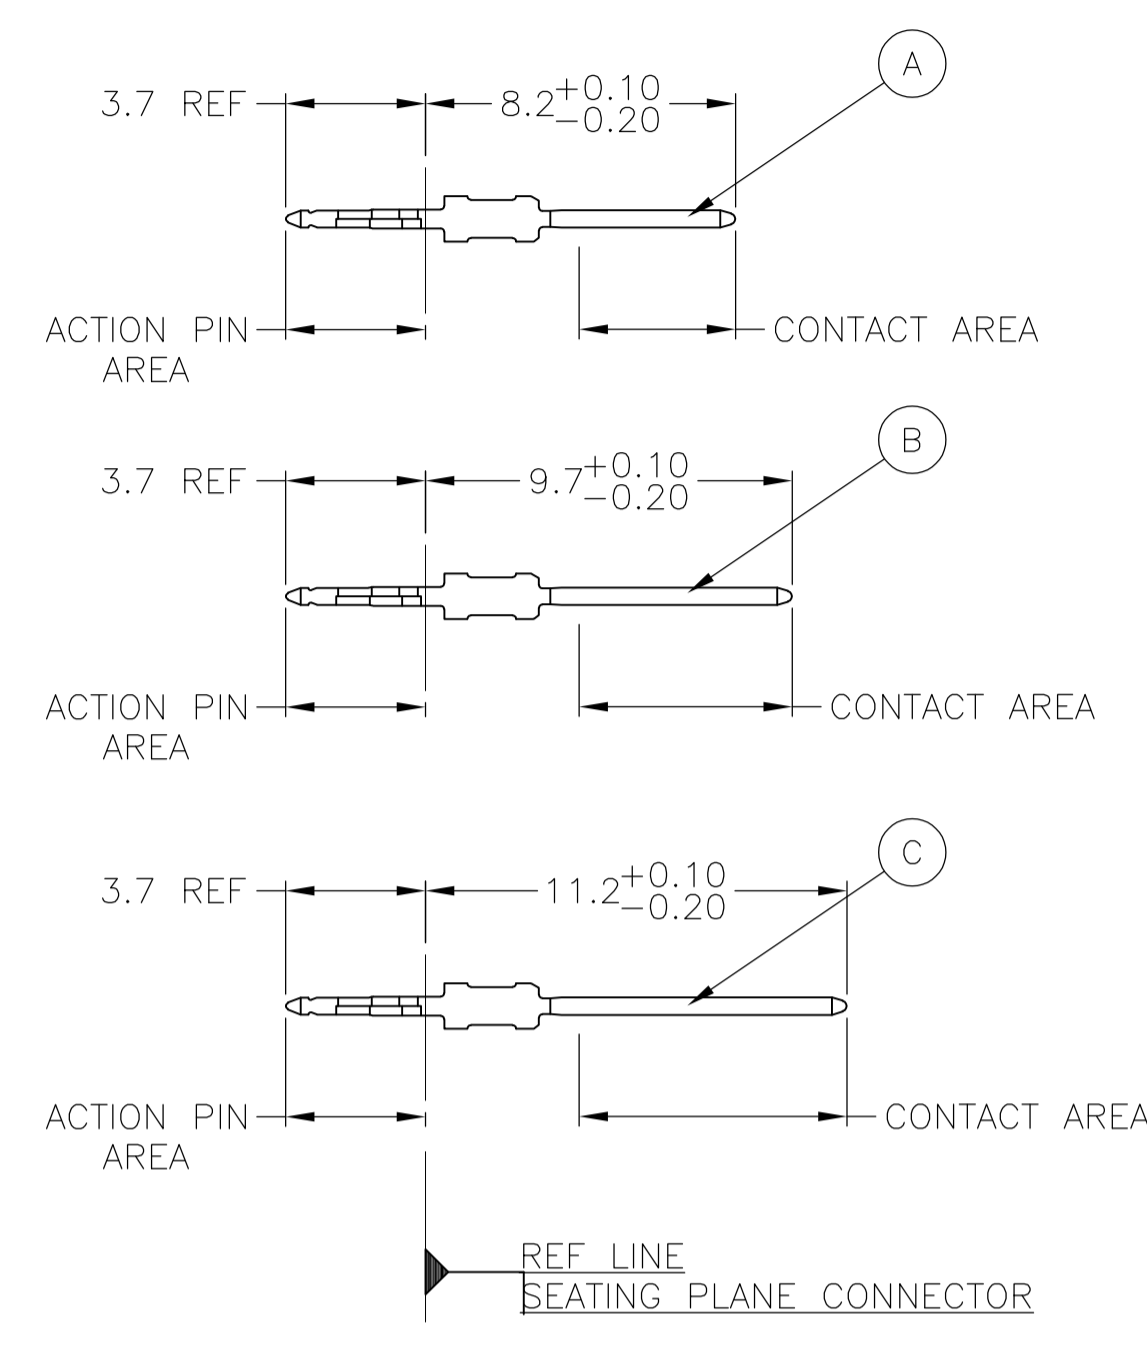 A
3.7 REF 8.2 +0.10 -0.20
ACTION PIN AREA
CONTACT AREA
B
3.7 REF 9.7 +0.10 -0.20
ACTION PIN AREA
CONTACT AREA
C
3.7 REF 11.2 +0.10 -0.20
ACTION PIN AREA
CONTACT AREA
REF LINE
SEATING PLANE CONNECTOR